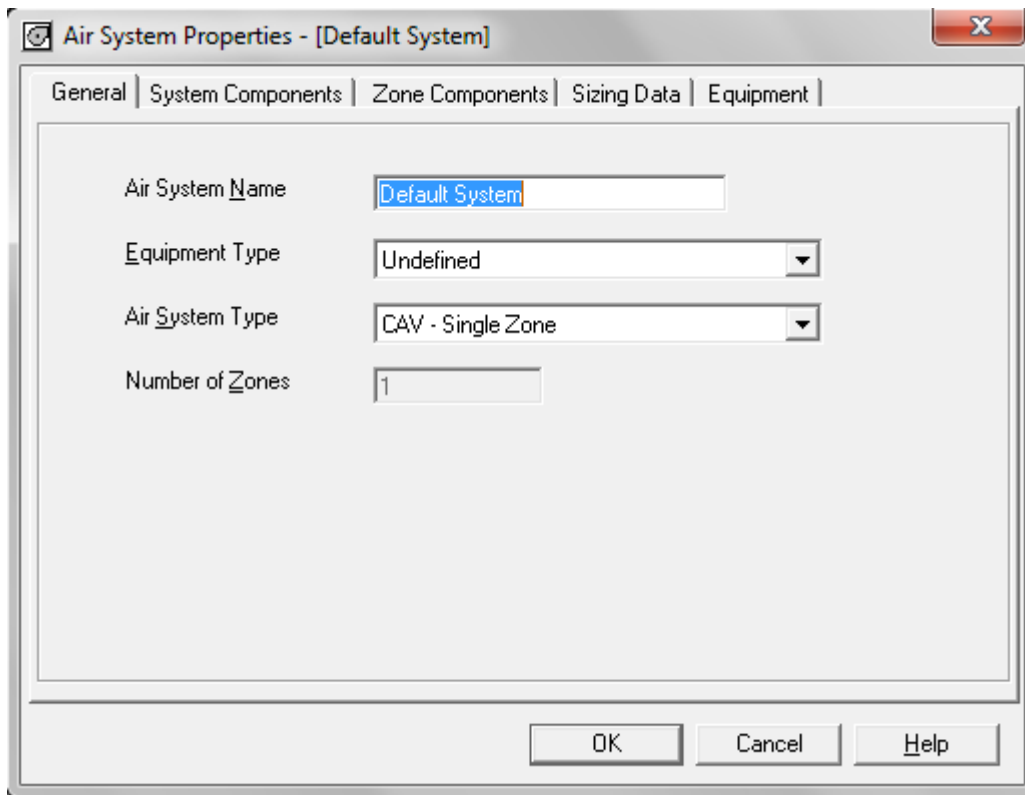 Air System Properties - [Default System]
General System Components Zone Components Sizing Data Equipment
Air System Name Default System
Equipment Type Undefined
Air System Type CAV - Single Zone
Number of Zones 1
OK Cancel Help